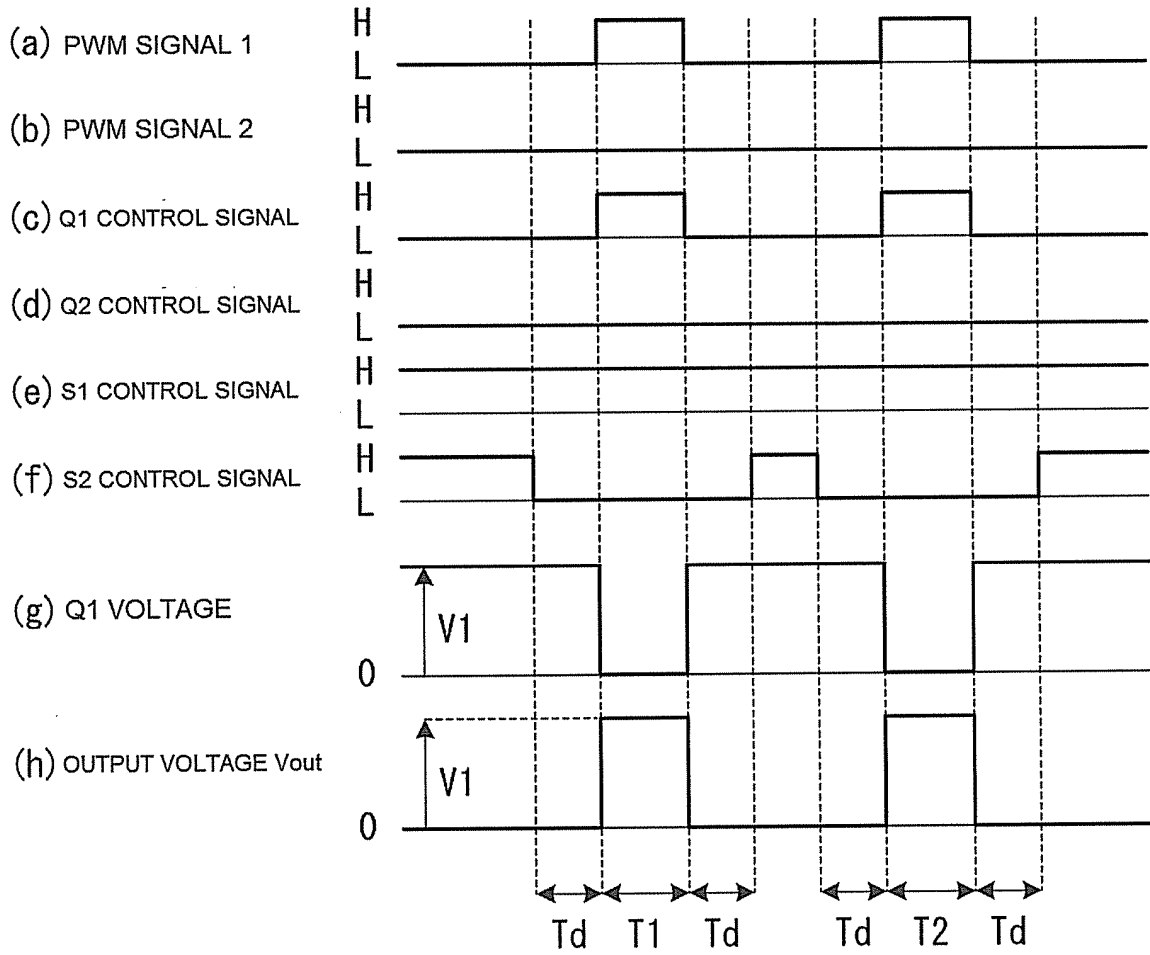 (a) PWM SIGNAL 1
H
L
(b) PWM SIGNAL 2
H
L
(c) Q1 CONTROL SIGNAL
H
L
(d) Q2 CONTROL SIGNAL
H
L
(e) S1 CONTROL SIGNAL
H
L
(f) S2 CONTROL SIGNAL
H
L
(g) Q1 VOLTAGE
V1
0
(h) OUTPUT VOLTAGE Vout
V1
0
Td T1 Td Td T2 Td